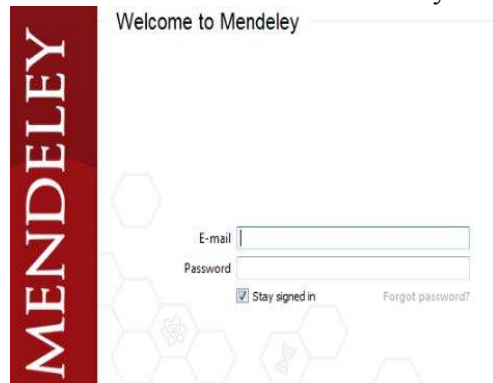 Welcome to Mendeley
MENDELEY
E-mail
Password
Stay signed in
Forgot password?